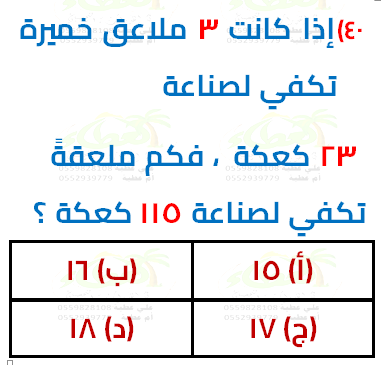 ٤٠) إذا كانت ٣ ملاعق خميرة
تكفي لصناعة
٢٣ كعكة ، فكم ملعقةً
تكفي لصناعة ١١٥ كعكة ؟
(أ) ١٥
(ب) ١٦
(ج) ١٧
(د) ١٨